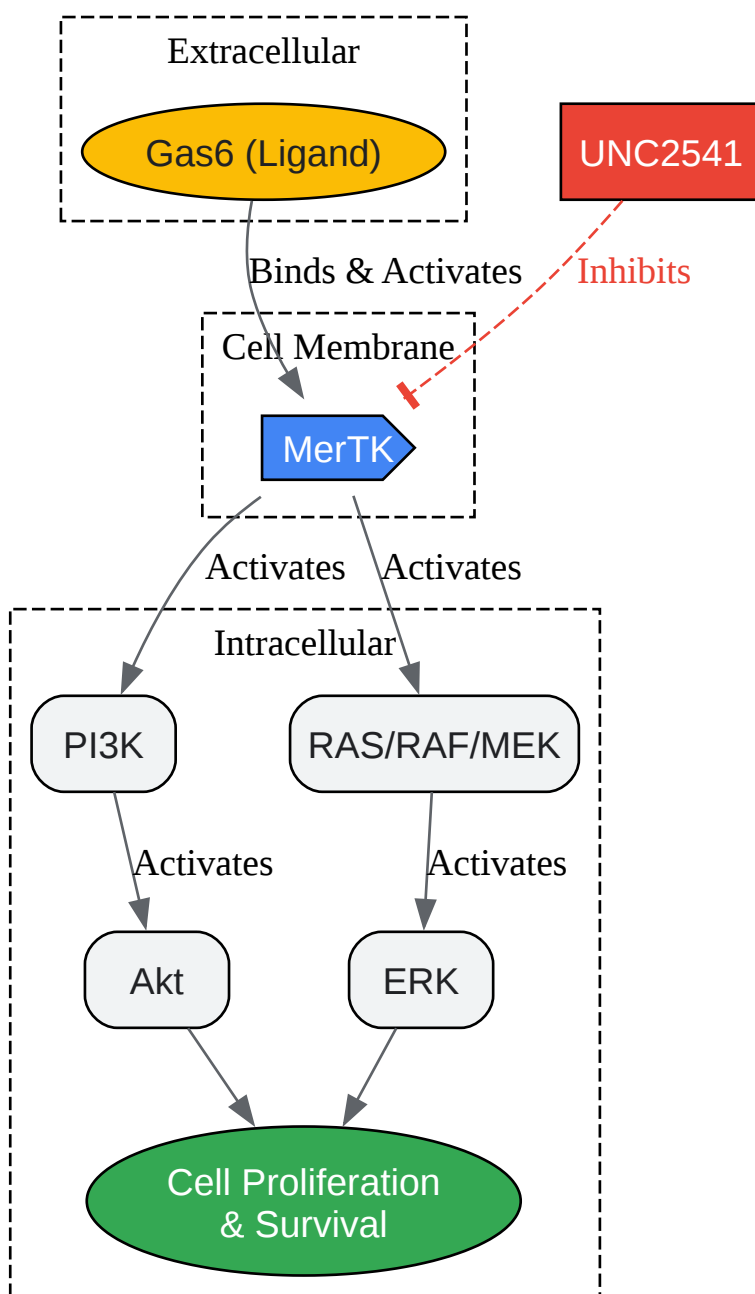 Extracellular
Gas6 (Ligand)
UNC2541
Binds & Activates
Inhibits
Cell Membrane
MerTK
Activates
Activates
Intracellular
PI3K
RAS/RAF/MEK
Activates
Activates
Akt
ERK
Cell Proliferation
& Survival